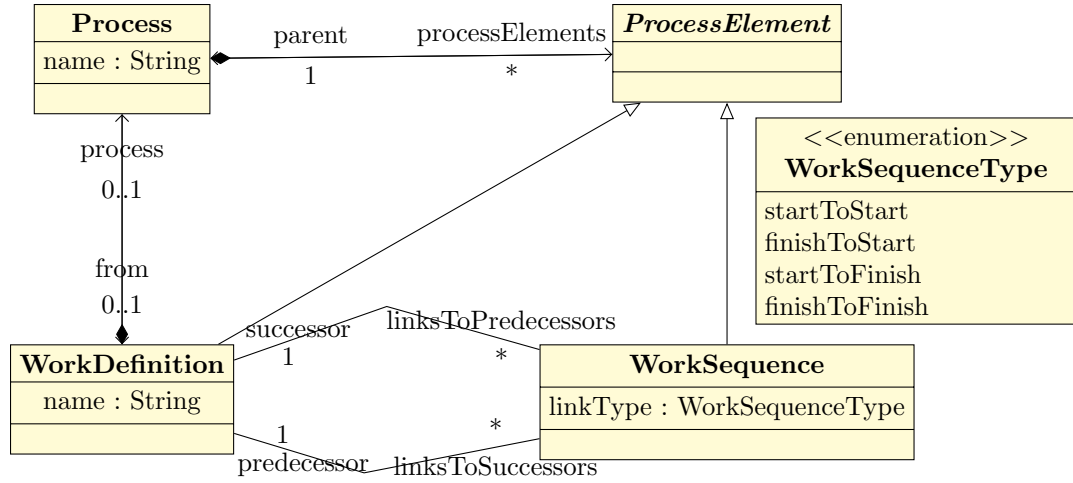 Process
name : String
parent
1
processElements
*
ProcessElement
<<enumeration>>
WorkSequenceType
startToStart
finishToStart
startToFinish
finishToFinish
process
0..1
from
0..1
successor
1
linksToPredecessors
*
WorkDefinition
name : String
WorkSequence
linkType : WorkSequenceType
1
predecessor
*
linksToSuccessors